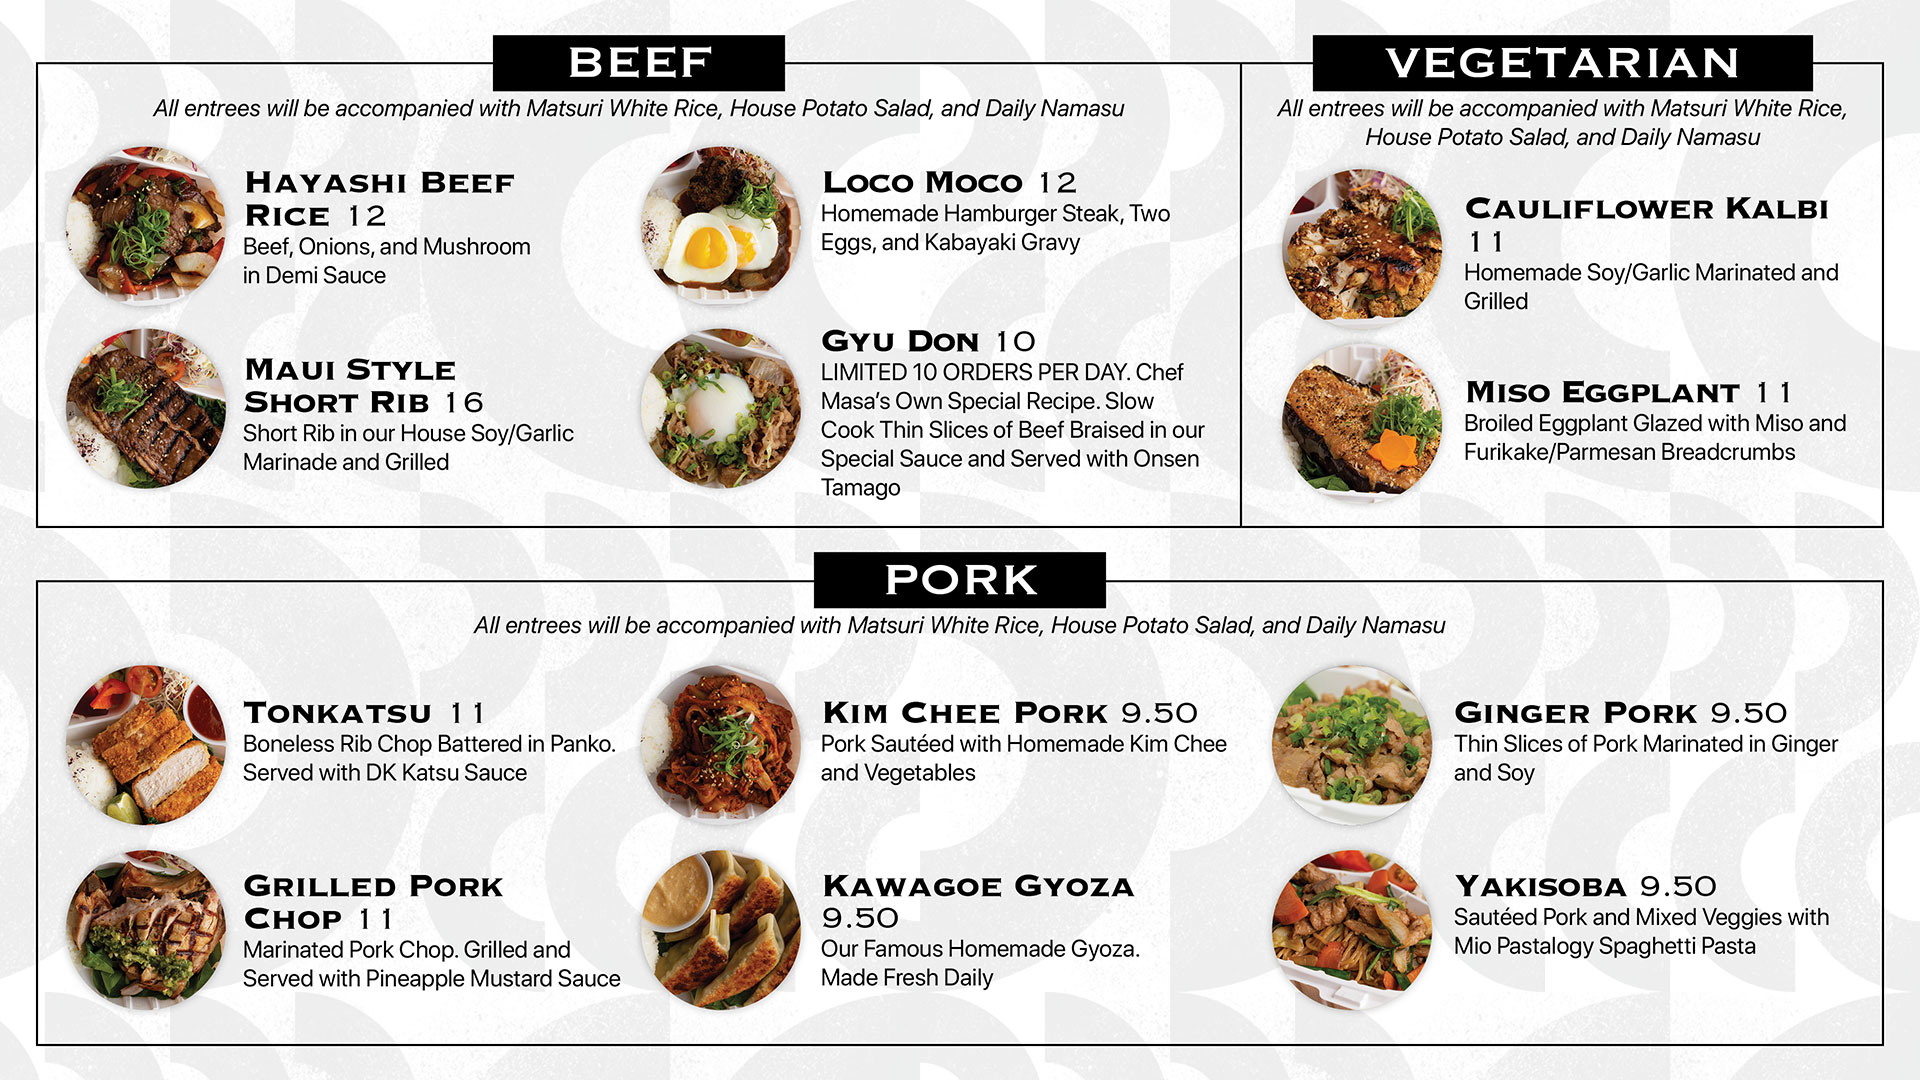 BEEF
All entrees will be accompanied with Matsuri White Rice, House Potato Salad, and Daily Namasu
HAYASHI BEEF
RICE 12
Beef, Onions, and Mushroom
in Demi Sauce
MAUI STYLE
SHORT RIB 16
Short Rib in our House Soy/Garlic
Marinade and Grilled
LOCO MOCO 12
Homemade Hamburger Steak, Two
Eggs, and Kabayaki Gravy
GYU DON 10
LIMITED 10 ORDERS PER DAY. Chef
Masa's Own Special Recipe. Slow
Cook Thin Slices of Beef Braised in our
Special Sauce and Served with Onsen
Tamago
VEGETARIAN
All entrees will be accompanied with Matsuri White Rice,
House Potato Salad, and Daily Namasu
CAULIFLOWER KALBI
11
Homemade Soy/Garlic Marinated and
Grilled
MISO EGGPLANT 11
Broiled Eggplant Glazed with Miso and
Furikake/Parmesan Breadcrumbs
PORK
All entrees will be accompanied with Matsuri White Rice, House Potato Salad, and Daily Namasu
TONKATSU 11
Boneless Rib Chop Battered in Panko.
Served with DK Katsu Sauce
GRILLED PORK
CHOP 11
Marinated Pork Chop. Grilled and
Served with Pineapple Mustard Sauce
KIM CHEE PORK 9.50
Pork Sautéed with Homemade Kim Chee
and Vegetables
KAWAGOE GYOZA
9.50
Our Famous Homemade Gyoza.
Made Fresh Daily
GINGER PORK 9.50
Thin Slices of Pork Marinated in Ginger
and Soy
YAKISOBA 9.50
Sautéed Pork and Mixed Veggies with
Mio Pastalogy Spaghetti Pasta